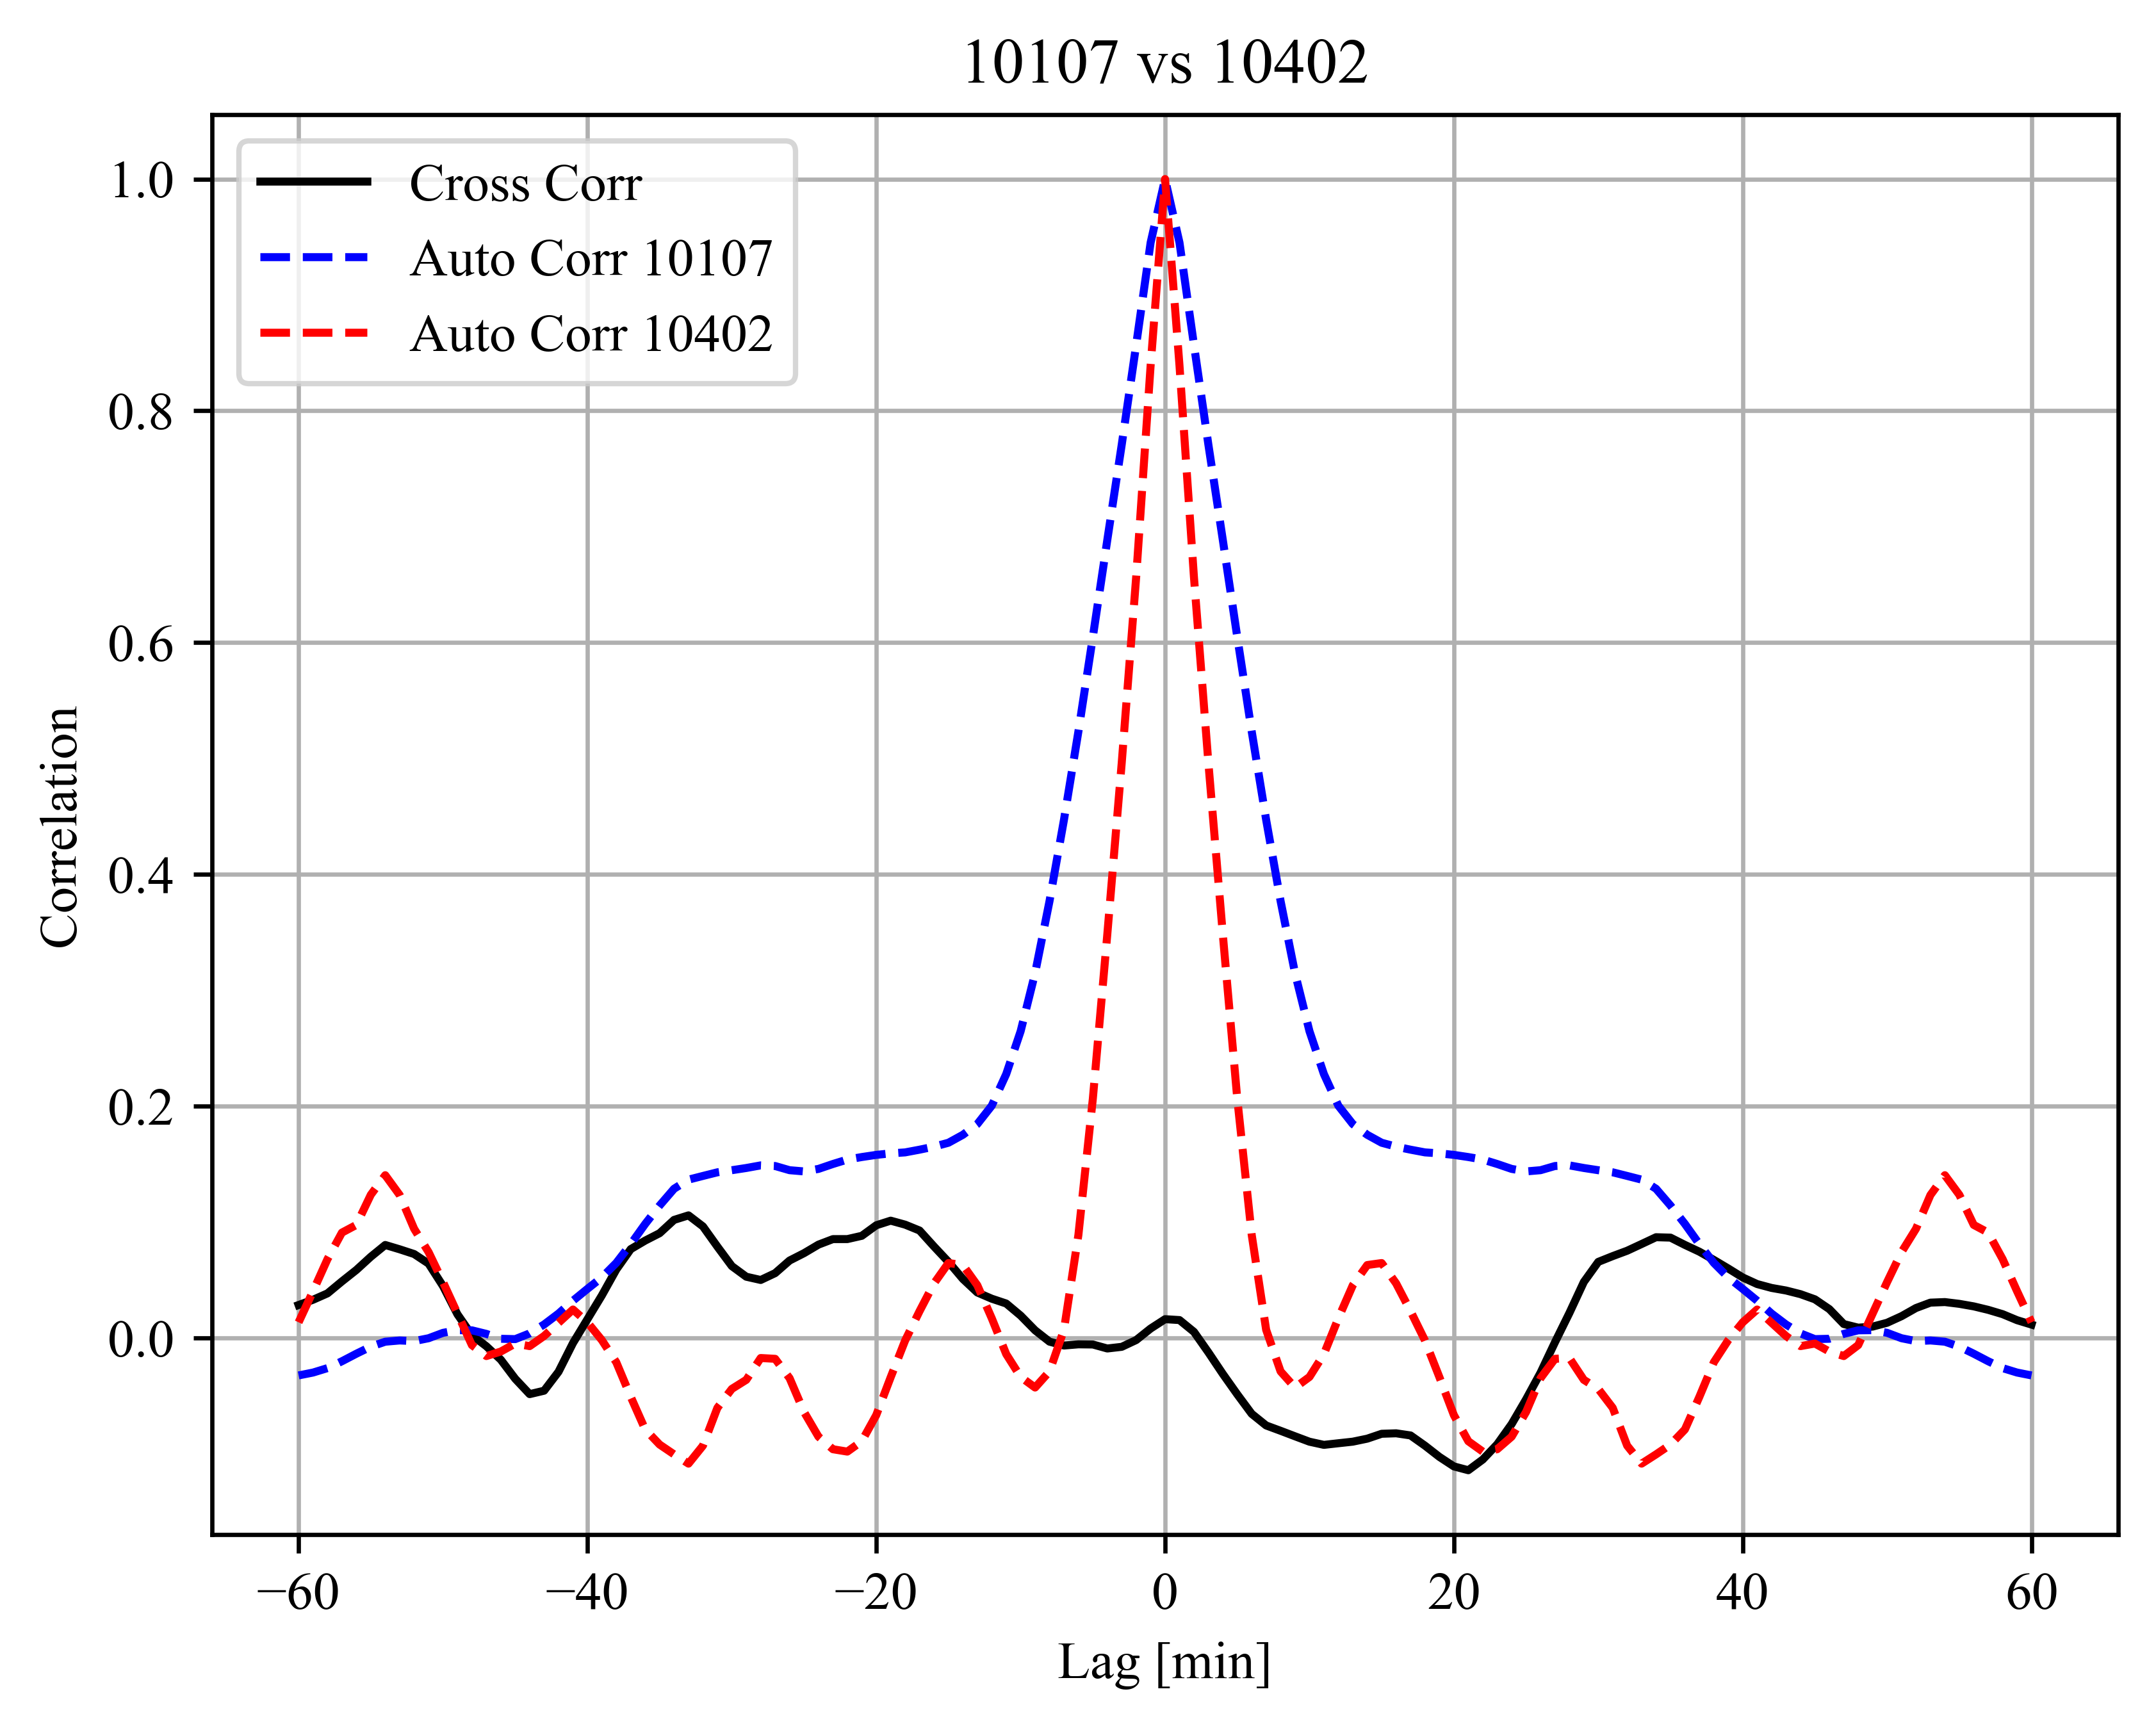 10107 vs 10402
Cross Corr
Auto Corr 10107
Auto Corr 10402
1.0
0.8
0.6
0.4
0.2
0.0
Correlation
−60 −40 −20 0 20 40 60
Lag [min]